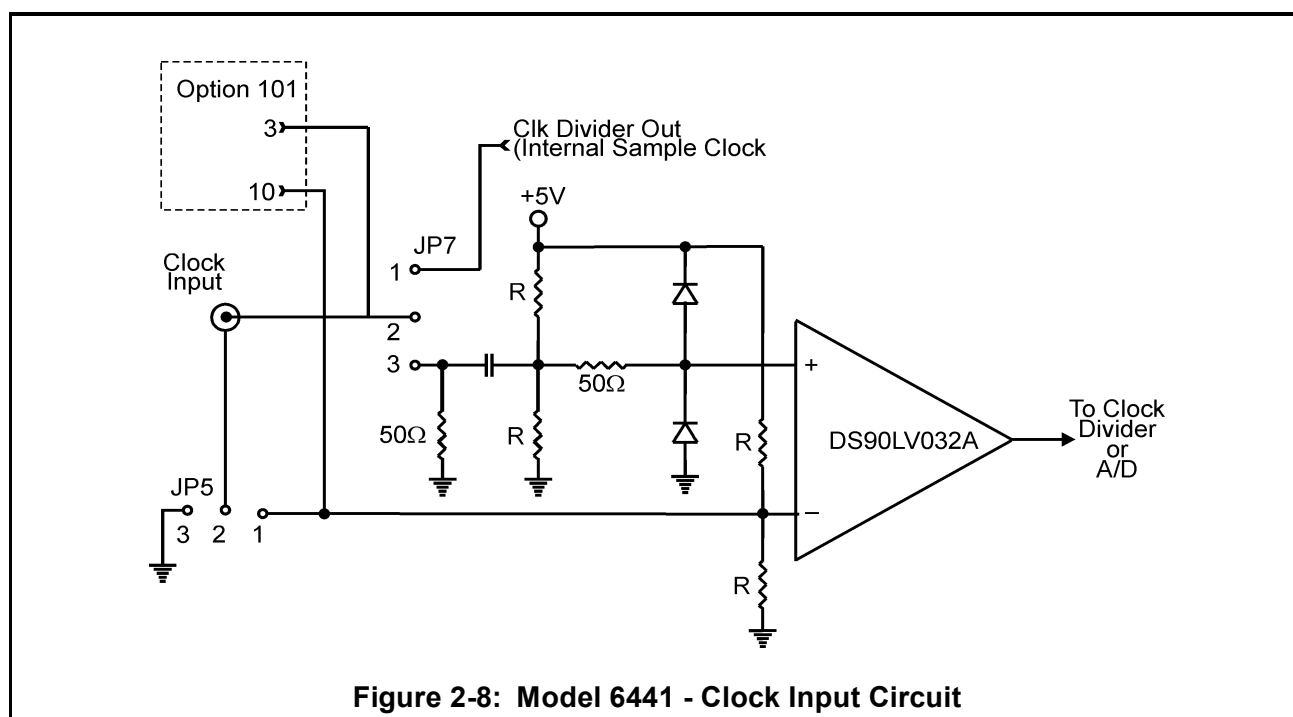 Option 101
3
10
Clk Divider Out
(Internal Sample Clock
+5V
JP7
Clock
Input
1
R
2
3
+
50Ω
To Clock
Divider
or
A/D
50Ω
R
R
DS90LV032A
JP5
3
2
1
−
R
Figure 2-8: Model 6441 - Clock Input Circuit